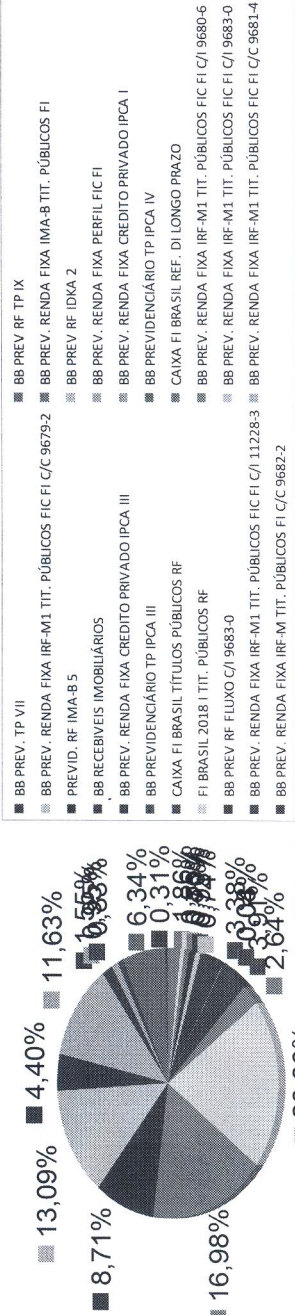 BB PREV. TP VII
BB PREV RF TP IX
BB PREV. RENDA FIXA IRF-M1 TIT. PÚBLICOS FIC FI C/C 9679-2
BB PREV. RENDA FIXA IMA-B TIT. PÚBLICOS FI
PREVID. RF IMA-B 5
BB PREV RF IDKA 2
BB RECEBIVEIS IMOBILIÁRIOS
BB PREV. RENDA FIXA PERFIL FIC FI
BB PREV. RENDA FIXA CREDITO PRIVADO IPCA III
BB PREV. RENDA FIXA CREDITO PRIVADO IPCA I
BB PREVIDENCIÁRIO TP IPCA III
BB PREVIDENCIÁRIO TP IPCA IV
CAIXA FI BRASIL TÍTULOS PÚBLICOS RF
CAIXA FI BRASIL REF. DI LONGO PRAZO
FI BRASIL 2018 I TIT. PÚBLICOS RF
BB PREV. RENDA FIXA IRF-M1 TIT. PÚBLICOS FIC FI C/I 9680-6
BB PREV RF FLUXO C/I 9683-0
BB PREV. RENDA FIXA IRF-M1 TIT. PÚBLICOS FIC FI C/I 9683-0
BB PREV. RENDA FIXA IRF-M1 TIT. PÚBLICOS FIC FI C/I 11228-3
BB PREV. RENDA FIXA IRF-M1 TIT. PÚBLICOS FIC FI C/C 9681-4
BB PREV. RENDA FIXA IRF-M TIT. PÚBLICOS FI C/C 9682-2
13,09%
4,40%
11,63%
8,71%
6,34%
0,31%
2,64%
16,98%